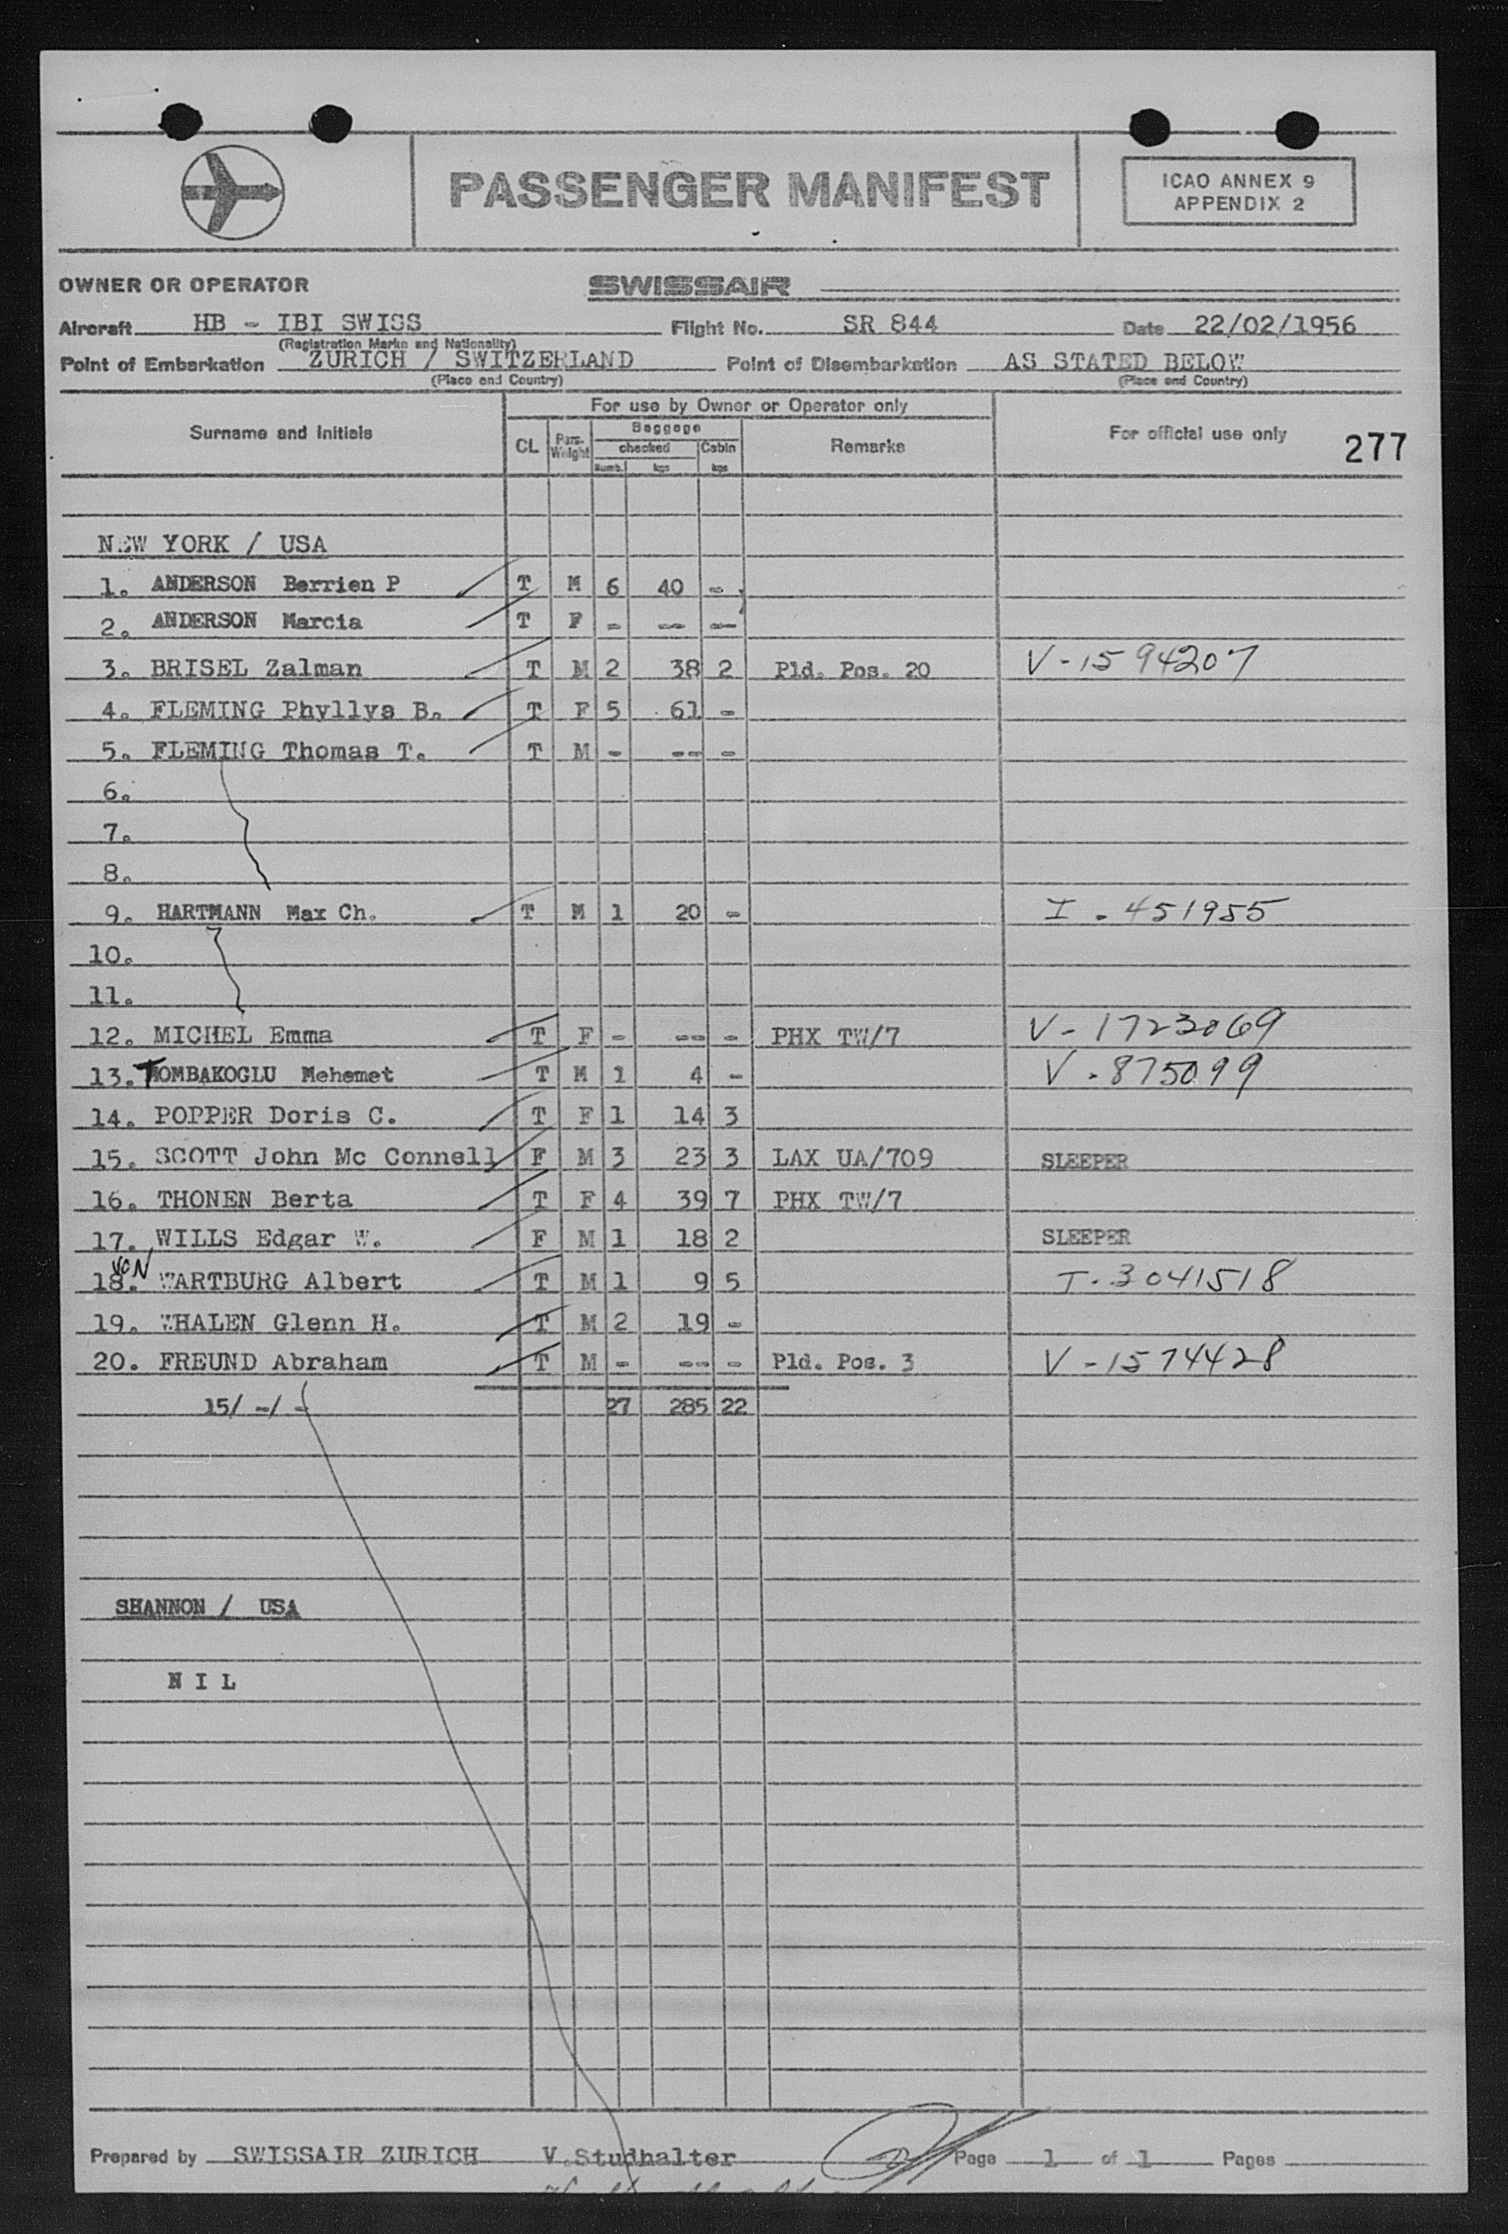 PASSENGER MANIFEST
ICAO ANNEX 9
APPENDIX 2
OWNER OR OPERATOR SWISSAIR
Aircraft HB - IBI SWISS Flight No. SR 844 Date 22/02/1956
(Registration Marks and Nationality)
Point of Embarkation ZURICH / SWITZERLAND Point of Disembarkation AS STATED BELOW
(Place and Country) (Place and Country)
For use by Owner or Operator only
Surname and Initials CL Pass. Weight Baggage checked Cabin Remarks For official use only 277
Numb. kgs kgs
NEW YORK / USA
1. ANDERSON Berrien P T M 6 40 -
2. ANDERSON Marcia T F - -- --
3. BRISEL Zalman T M 2 38 2 Pld. Pos. 20 V-1594207
4. FLEMING Phyllys B. T F 5 61 -
5. FLEMING Thomas T. T M - -- -
6.
7.
8.
9. HARTMANN Max Ch. T M 1 20 - I-451955
10.
11.
12. MICHEL Emma T F - -- - PHX TW/7 V-1723069
13. TOMBAKOGLU Mehemet T M 1 4 - V-875099
14. POPPER Doris C. T F 1 14 3
15. SCOTT John Mc Connell F M 3 23 3 LAX UA/709 SLEEPER
16. THONEN Berta T F 4 39 7 PHX TW/7
17. WILLS Edgar W. F M 1 18 2 SLEEPER
18. VON WARTBURG Albert T M 1 9 5 T-3041518
19. WHALEN Glenn H. T M 2 19 -
20. FREUND Abraham T M - -- - Pld. Pos. 3 V-1574428
15/ -/ - 27 285 22
SHANNON / USA
N I L
Prepared by SWISSAIR ZURICH V.Studhalter Page 1 of 1 Pages